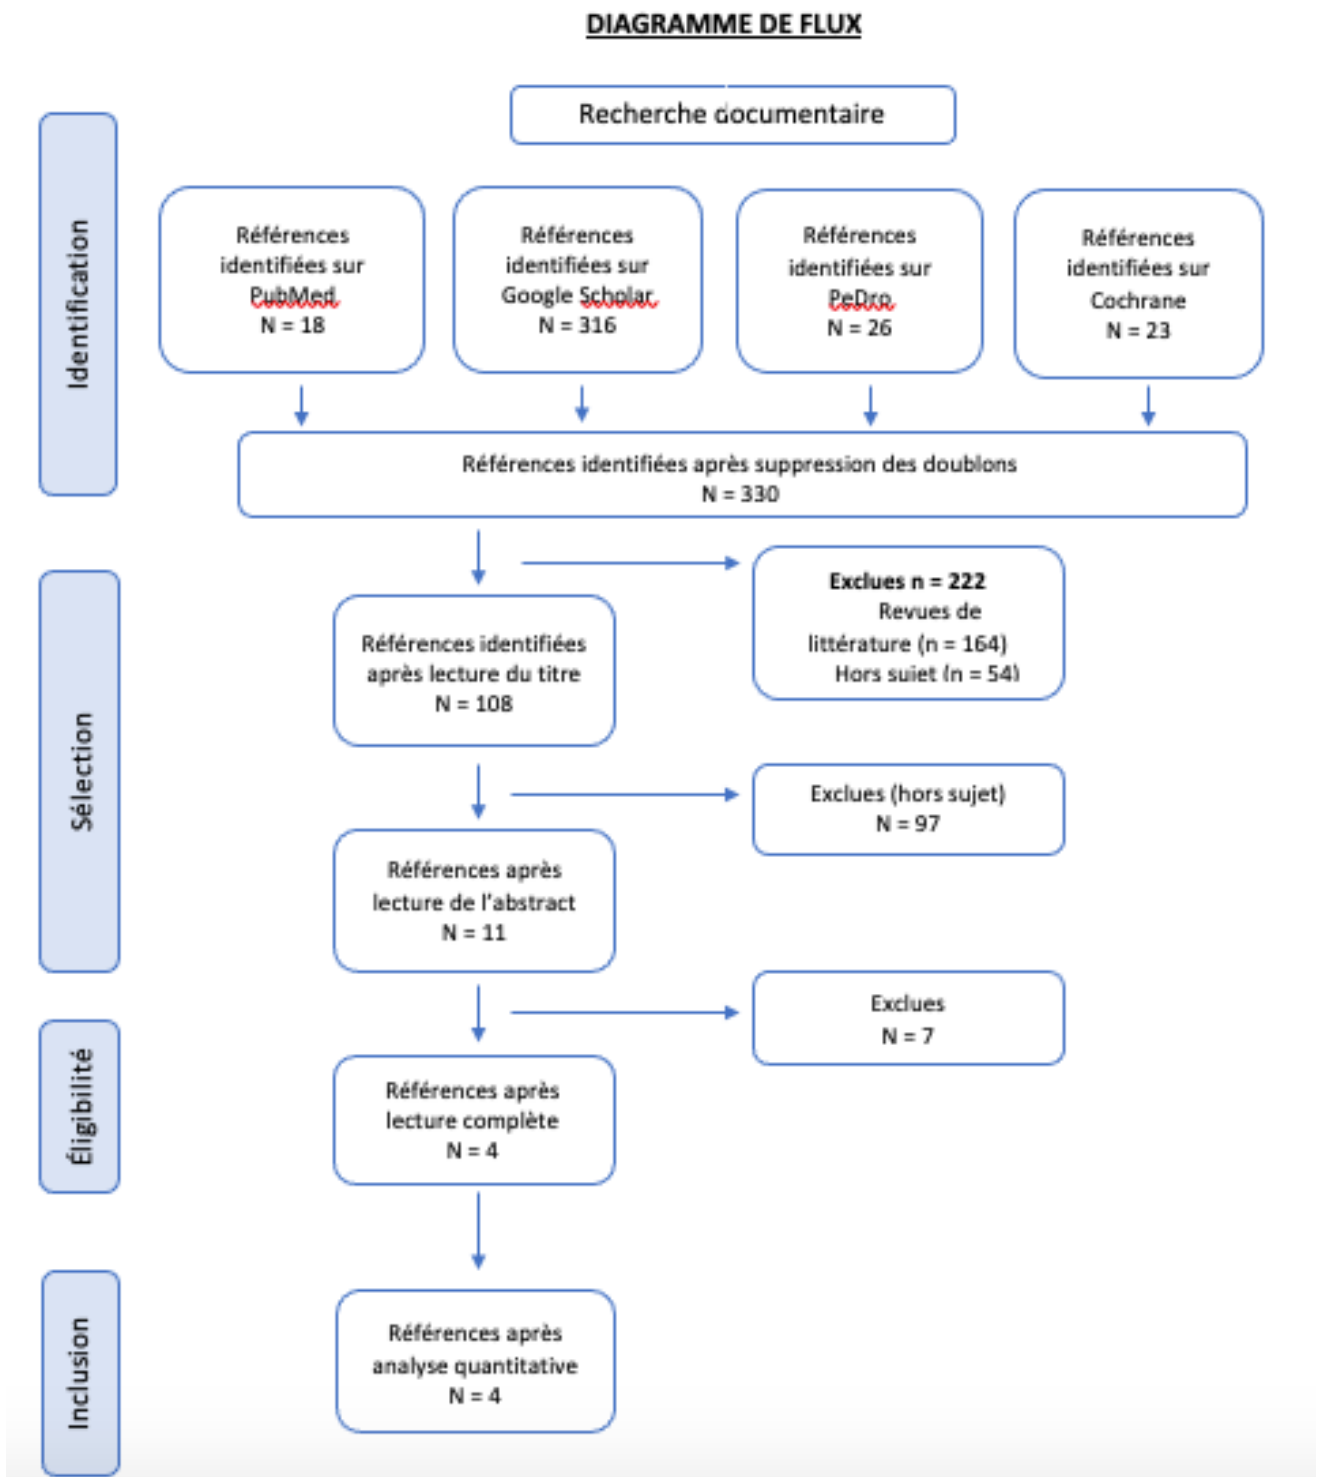 DIAGRAMME DE FLUX
Recherche documentaire
Identification
Références
identifiées sur
PubMed
N = 18
Références
identifiées sur
Google Scholar
N = 316
Références
identifiées sur
PeDro
N = 26
Références
identifiées sur
Cochrane
N = 23
Références identifiées après suppression des doublons
N = 330
Sélection
Exclues n = 222
Revues de
littérature (n = 164)
Hors sujet (n = 54)
Références identifiées
après lecture du titre
N = 108
Exclues (hors sujet)
N = 97
Références après
lecture de l'abstract
N = 11
Exclues
N = 7
Éligibilité
Références après
lecture complète
N = 4
Inclusion
Références après
analyse quantitative
N = 4